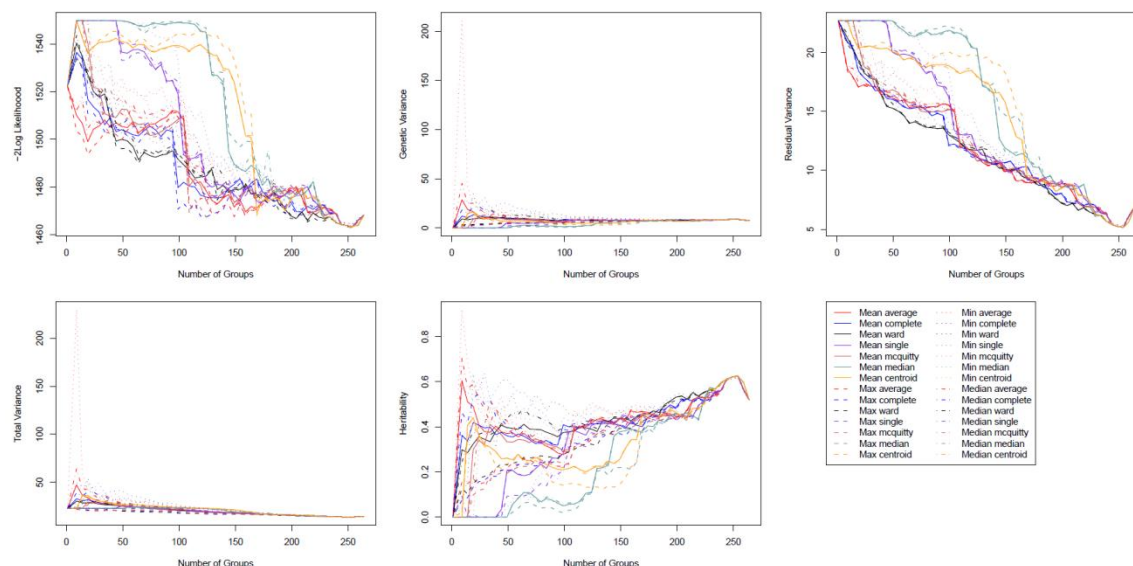 −2Log Likelihood
1540
1520
1500
1480
1460
0 50 100 150 200 250
Number of Groups
Genetic Variance
200
150
100
50
0
0 50 100 150 200 250
Number of Groups
Residual Variance
20
15
10
5
0 50 100 150 200 250
Number of Groups
Total Variance
200
150
100
50
0 50 100 150 200 250
Number of Groups
Heritability
0.8
0.6
0.4
0.2
0.0
0 50 100 150 200 250
Number of Groups
Mean average
Mean complete
Mean ward
Mean single
Mean mcquitty
Mean median
Mean centroid
Max average
Max complete
Max ward
Max single
Max mcquitty
Max median
Max centroid
Min average
Min complete
Min ward
Min single
Min mcquitty
Min median
Min centroid
Median average
Median complete
Median ward
Median single
Median mcquitty
Median median
Median centroid